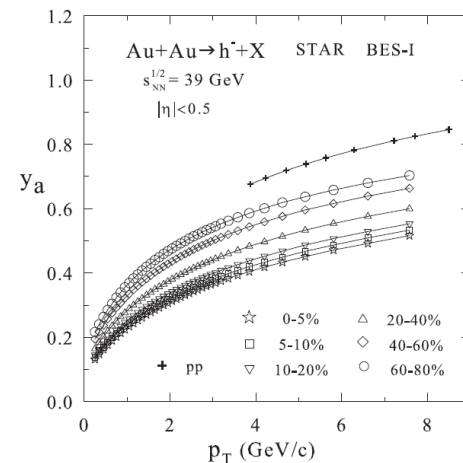 Au+Au→h⁻+X STAR BES-I
s_NN^1/2 = 39 GeV
|η|<0.5
y_a
1.2
1.0
0.8
0.6
0.4
0.2
0.0
☆ 0-5% △ 20-40%
□ 5-10% ◇ 40-60%
▽ 10-20% ○ 60-80%
+ pp
0 2 4 6 8
p_T (GeV/c)